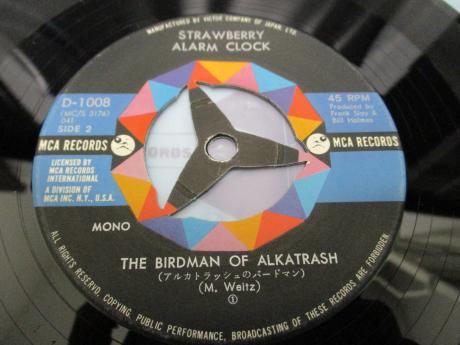 MANUFACTURED BY VICTOR COMPANY OF JAPAN, LTD.
STRAWBERRY
ALARM CLOCK
D-1008
(MC/S 3176)
041
SIDE 2
45 RPM
Produced by
Frank Slay &
Bill Holmes
MCA RECORDS
MCA RECORDS
ORDS
LICENSED BY
MCA RECORDS
INTERNATIONAL
A DIVISION OF
MCA INC. N.Y., U.S.A.
MONO
THE BIRDMAN OF ALKATRASH
(アルカトラッシュのバードマン)
(M. Weitz)
①
ALL RIGHTS RESERVED. COPYING, PUBLIC PERFORMANCE, BROADCASTING OF THESE RECORDS ARE FORBIDDEN.